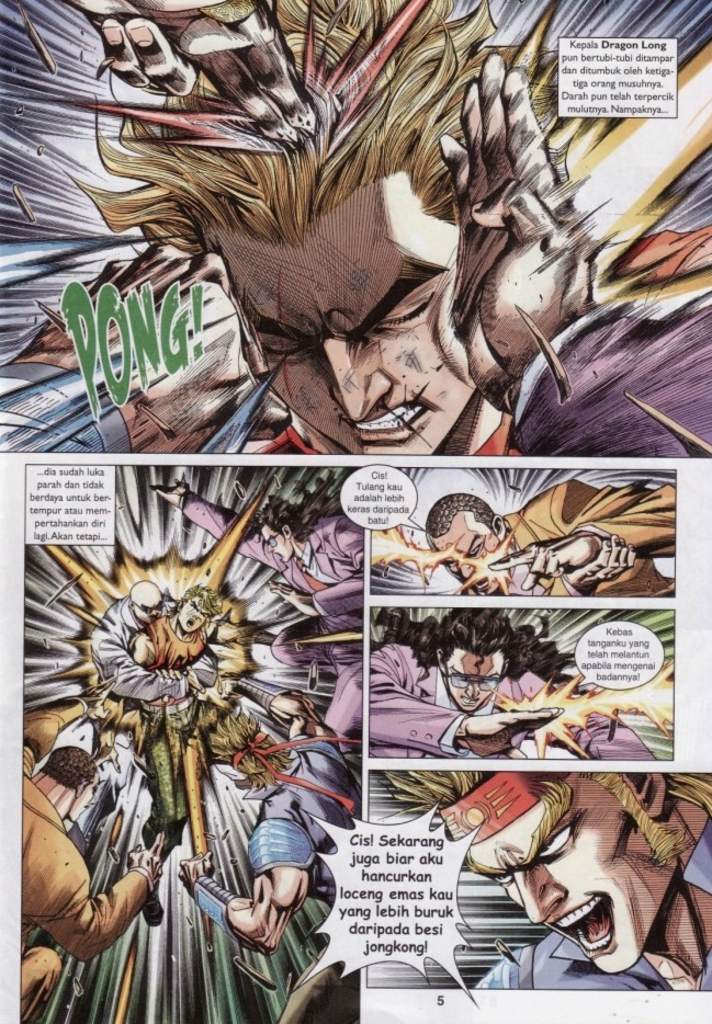 Kepala Dragon Long
pun bertubi-tubi ditampar
dan ditumbuk oleh ketiga-
tiga orang musuhnya.
Darah pun telah terpercik
mulutnya. Nampaknya...
PONG!
...dia sudah luka
parah dan tidak
berdaya untuk ber-
tempur atau mem-
pertahankan diri
lagi. Akan tetapi...
Cis!
Tulang kau
adalah lebih
keras daripada
batu!
Kebas
tanganku yang
telah melantun
apabila mengenai
badannya!
Cis! Sekarang
juga biar aku
hancurkan
loceng emas kau
yang lebih buruk
daripada besi
jongkong!
5